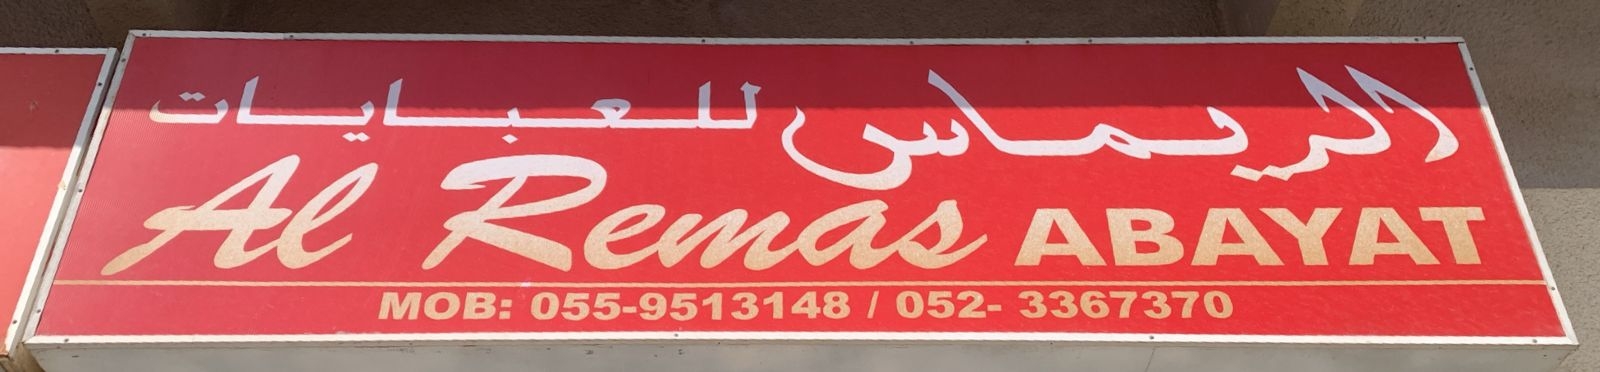 الريماس للعبايات
Al Remas ABAYAT
MOB: 055-9513148 / 052- 3367370